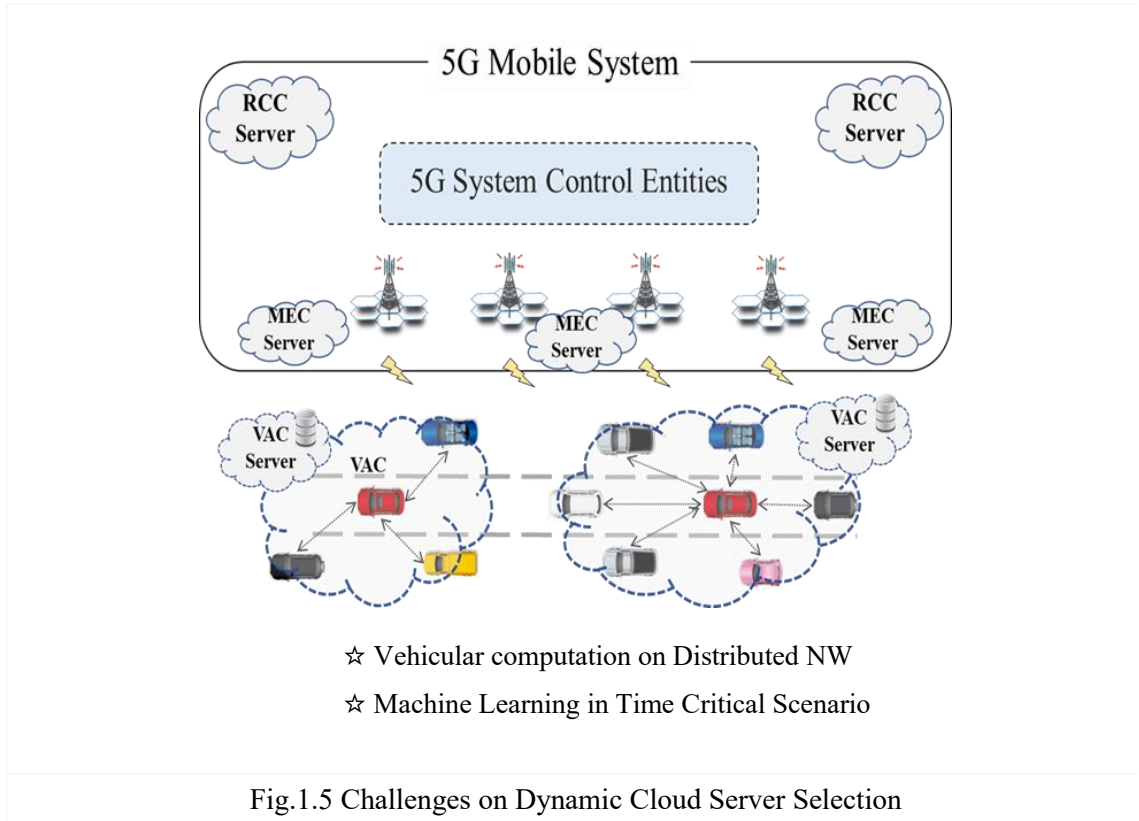 5G Mobile System
RCC
Server
RCC
Server
5G System Control Entities
MEC
Server
MEC
Server
MEC
Server
VAC
Server
VAC
VAC
Server
☆ Vehicular computation on Distributed NW
☆ Machine Learning in Time Critical Scenario
Fig.1.5 Challenges on Dynamic Cloud Server Selection